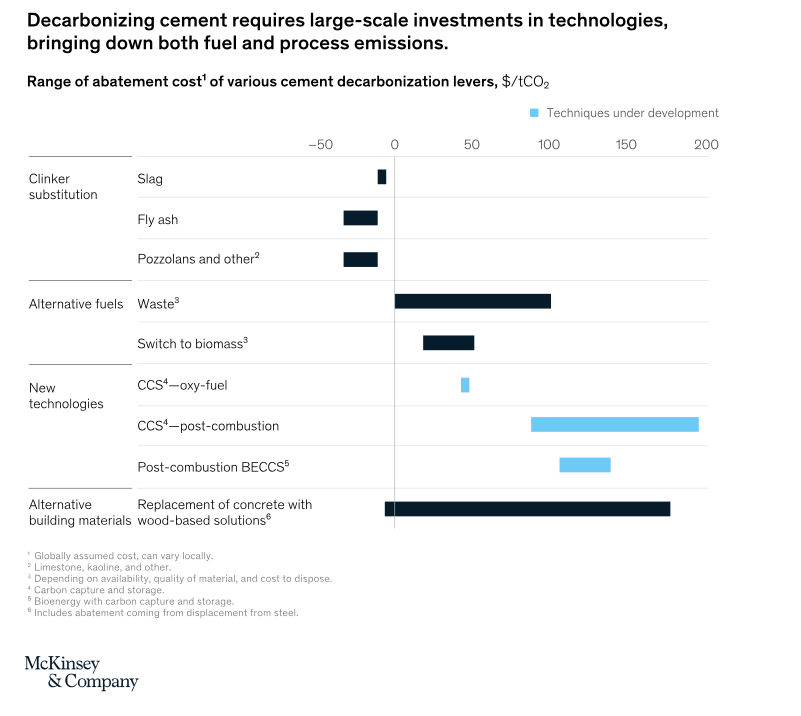 Decarbonizing cement requires large-scale investments in technologies,
bringing down both fuel and process emissions.
Range of abatement cost¹ of various cement decarbonization levers, $/tCO₂
Techniques under development
–50 0 50 100 150 200
Clinker
substitution
Slag
Fly ash
Pozzolans and other²
Alternative fuels
Waste³
Switch to biomass³
New
technologies
CCS⁴—oxy-fuel
CCS⁴—post-combustion
Post-combustion BECCS⁵
Alternative
building materials
Replacement of concrete with
wood-based solutions⁶
¹ Globally assumed cost, can vary locally.
² Limestone, kaoline, and other.
³ Depending on availability, quality of material, and cost to dispose.
⁴ Carbon capture and storage.
⁵ Bioenergy with carbon capture and storage.
⁶ Includes abatement coming from displacement from steel.
McKinsey
& Company